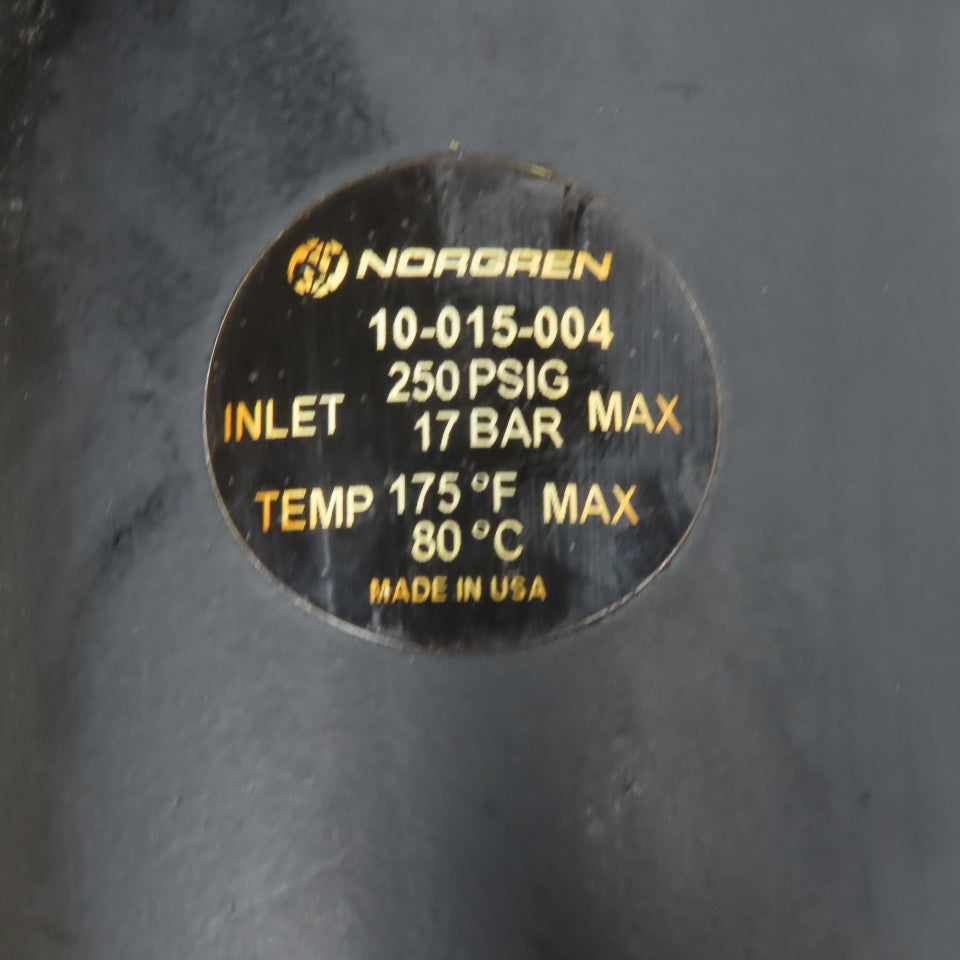 NORGREN
10-015-004
INLET 250 PSIG MAX
17 BAR
TEMP 175 °F MAX
80 °C
MADE IN USA